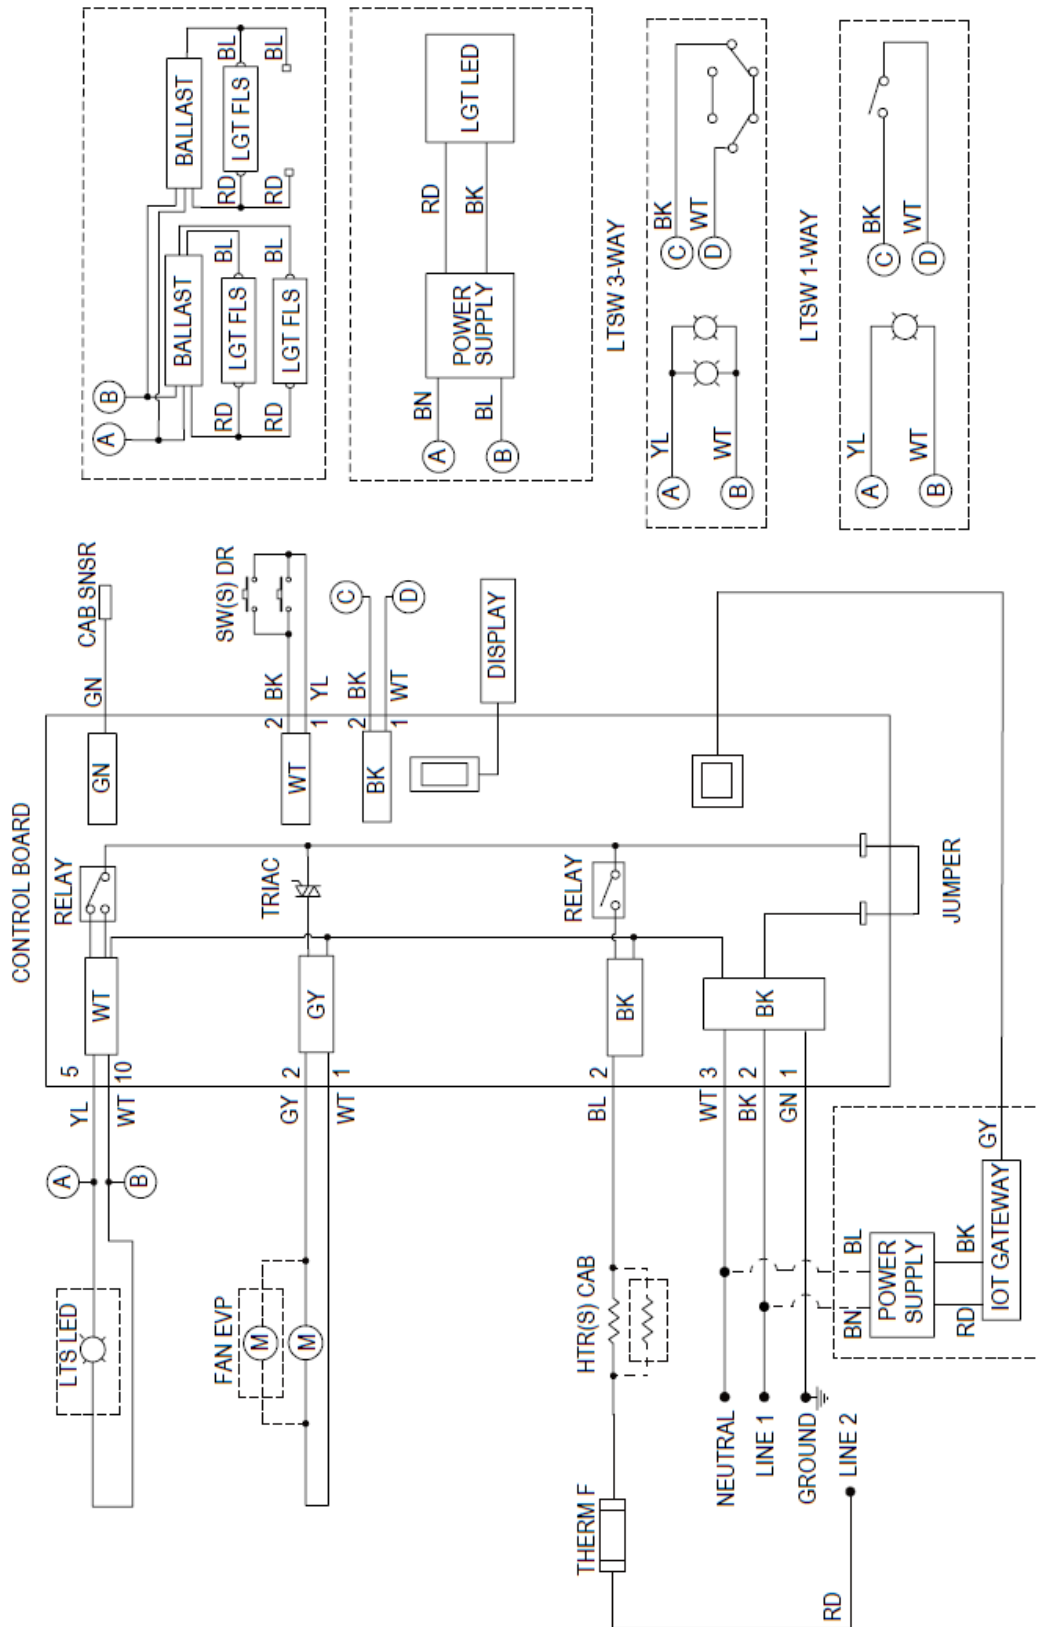 CONTROL BOARD
RELAY
WT
5
YL
10
WT
A
B
LTS LED
GN
GN
CAB SNSR
TRIAC
GY
2
GY
1
WT
FAN EVP
M
M
WT
2
BK
1
YL
SW(S) DR
BK
2
BK
1
WT
C
D
DISPLAY
RELAY
BK
2
BL
HTR(S) CAB
THERM F
BK
3
WT
2
BK
1
GN
NEUTRAL
LINE 1
GROUND
LINE 2
RD
JUMPER
BL
BN
POWER
SUPPLY
BK
RD
IOT GATEWAY
GY
A
B
BALLAST
RD
LGT FLS
BL
RD
LGT FLS
BL
BALLAST
RD
LGT FLS
BL
RD
BL
A
BN
B
BL
POWER
SUPPLY
RD
BK
LGT LED
LTSW 3-WAY
A
YL
B
WT
C
BK
D
WT
LTSW 1-WAY
A
YL
B
WT
C
BK
D
WT